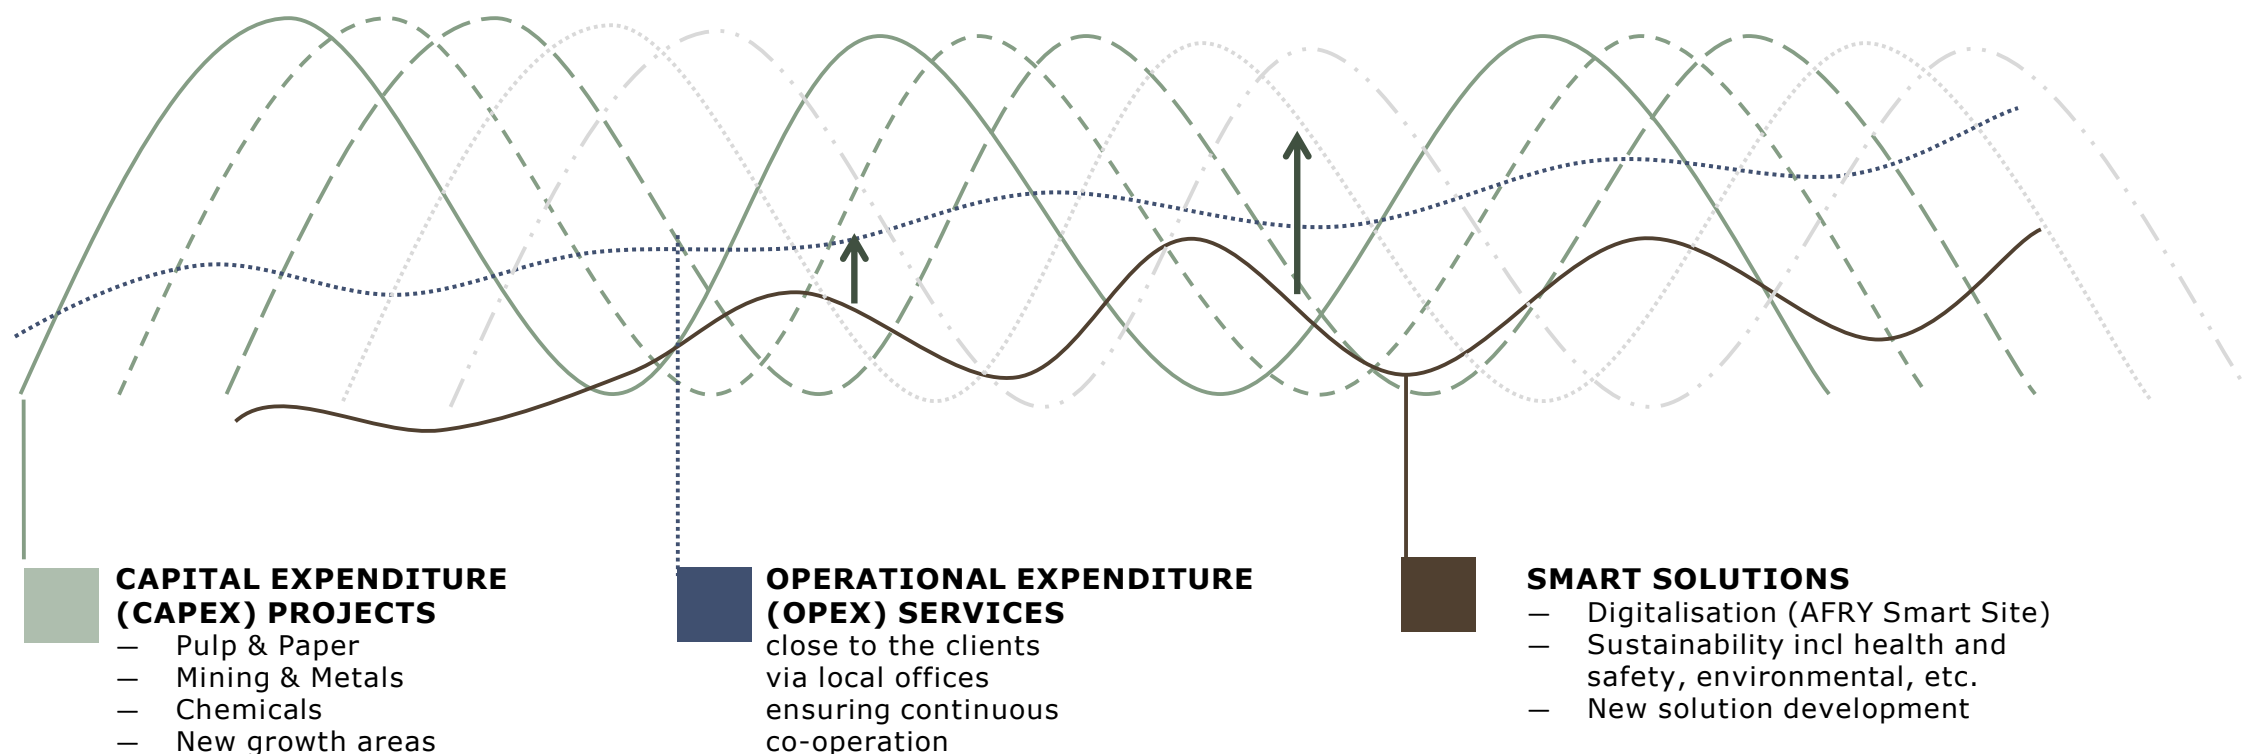 CAPITAL EXPENDITURE
(CAPEX) PROJECTS
— Pulp & Paper
— Mining & Metals
— Chemicals
— New growth areas
OPERATIONAL EXPENDITURE
(OPEX) SERVICES
close to the clients
via local offices
ensuring continuous
co-operation
SMART SOLUTIONS
— Digitalisation (AFRY Smart Site)
— Sustainability incl health and
safety, environmental, etc.
— New solution development